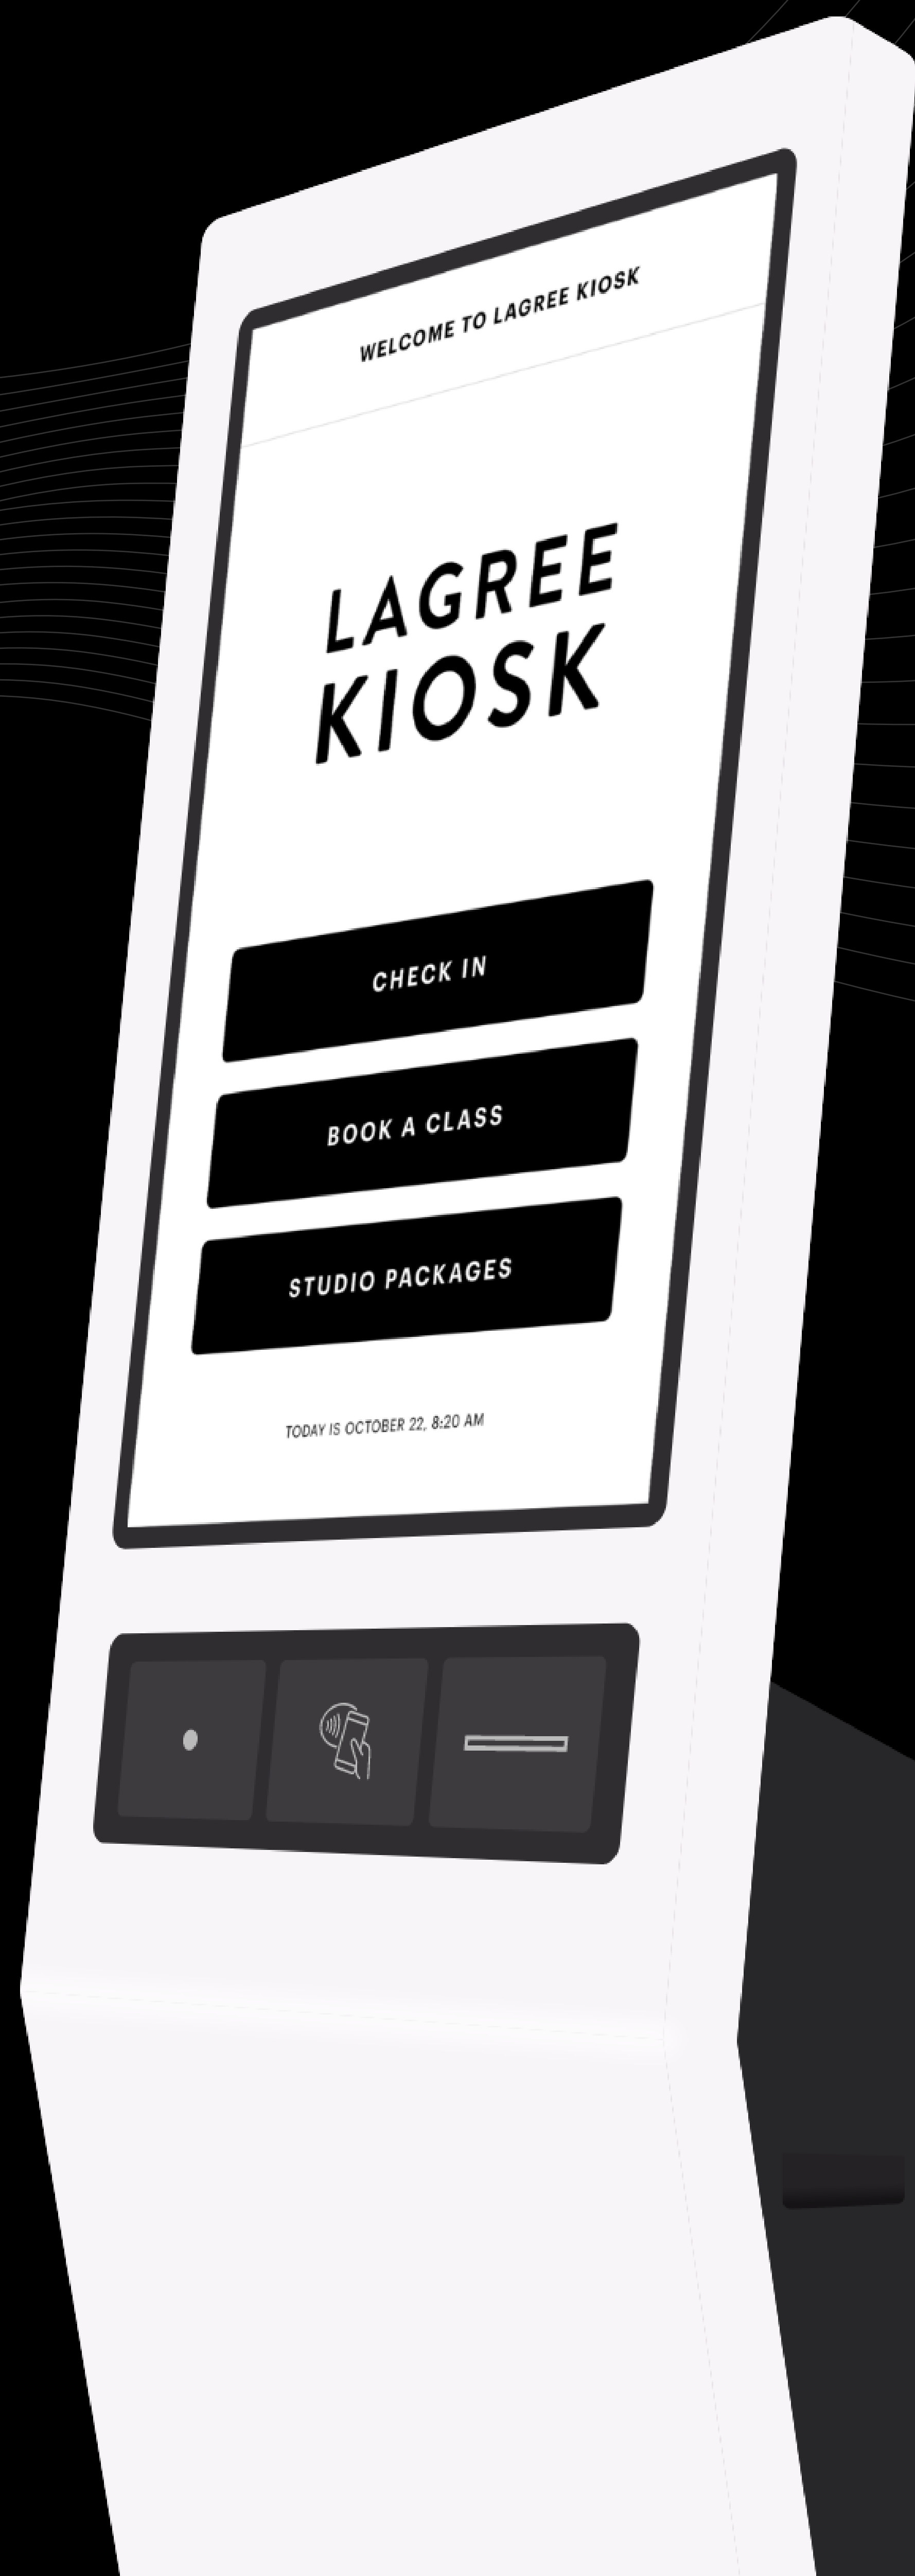 WELCOME TO LAGREE KIOSK
LAGREE
KIOSK
CHECK IN
BOOK A CLASS
STUDIO PACKAGES
TODAY IS OCTOBER 22, 8:20 AM